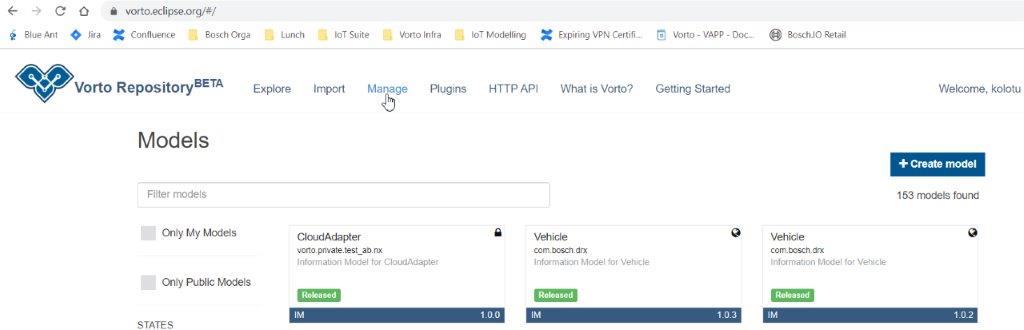 vorto.eclipse.org/#/
Blue Ant Jira Confluence Bosch Orga Lunch IoT Suite Vorto Infra IoT Modelling Expiring VPN Certifi... Vorto - VAPP - Doc... Bosch.IO Retail
Vorto Repository BETA Explore Import Manage Plugins HTTP API What is Vorto? Getting Started Welcome, kolotu
Models
+ Create model
Filter models
153 models found
Only My Models
Only Public Models
STATES
CloudAdapter
vorto.private.test_ab.nx
Information Model for CloudAdapter
Released
IM 1.0.0
Vehicle
com.bosch.drx
Information Model for Vehicle
Released
IM 1.0.3
Vehicle
com.bosch.drx
Information Model for Vehicle
Released
IM 1.0.2